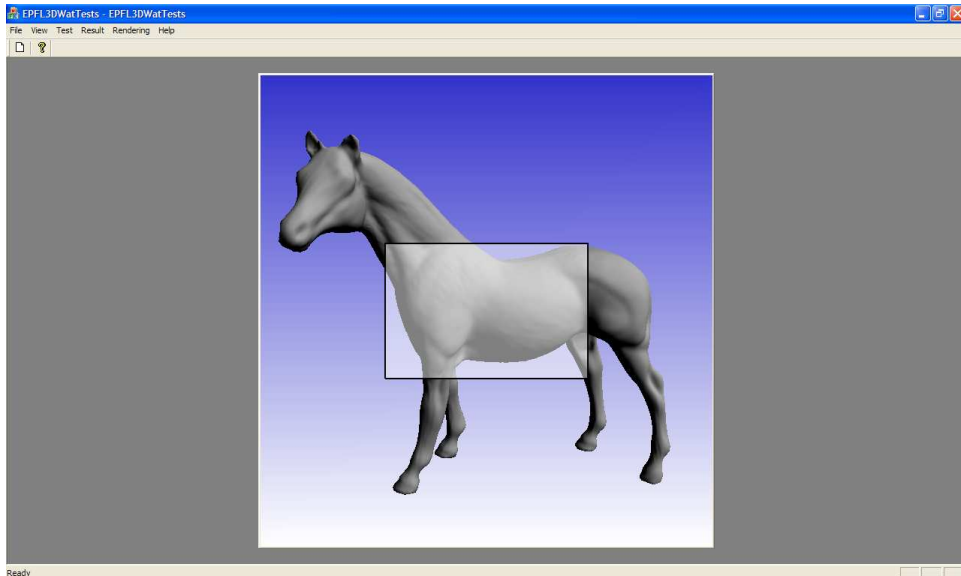 EPFL3DWatTests - EPFL3DWatTests
File View Test Result Rendering Help
?
Ready